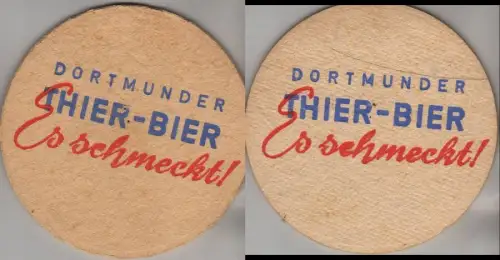 DORTMUNDER
THIER-BIER
Es schmeckt!
DORTMUNDER
THIER-BIER
Es schmeckt!